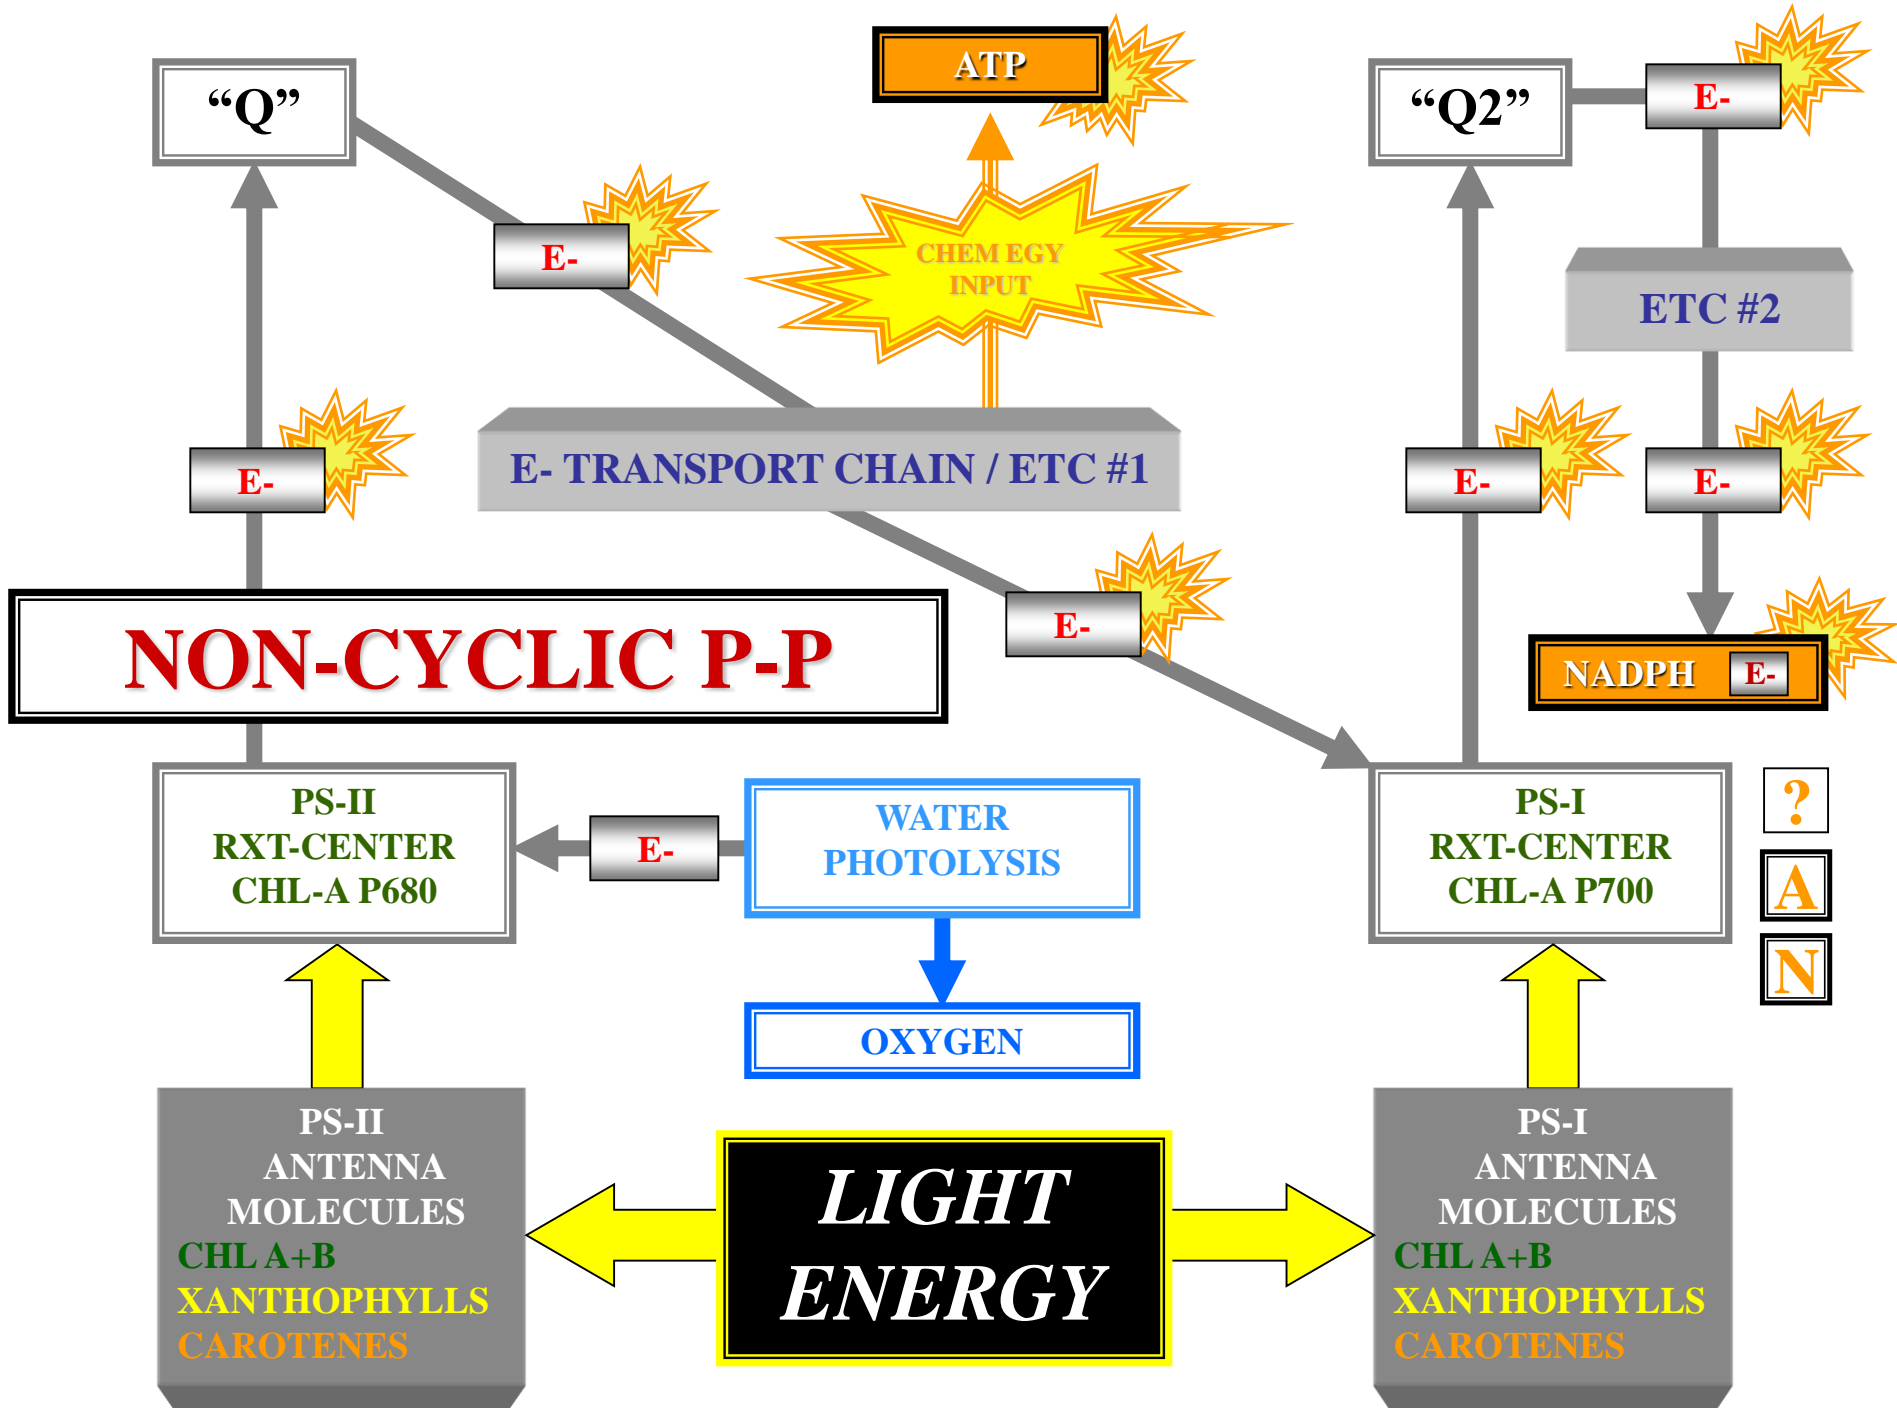 ATP
“Q”
“Q2”
E-
E-
CHEM EGY
INPUT
ETC #2
E- TRANSPORT CHAIN / ETC #1
E-
E-
E-
E-
NON-CYCLIC P-P
NADPH E-
PS-II
RXT-CENTER
CHL-A P680
E-
WATER
PHOTOLYSIS
PS-I
RXT-CENTER
CHL-A P700
?
A
N
OXYGEN
PS-II
ANTENNA
MOLECULES
CHL A+B
XANTHOPHYLLS
CAROTENES
LIGHT
ENERGY
PS-I
ANTENNA
MOLECULES
CHL A+B
XANTHOPHYLLS
CAROTENES